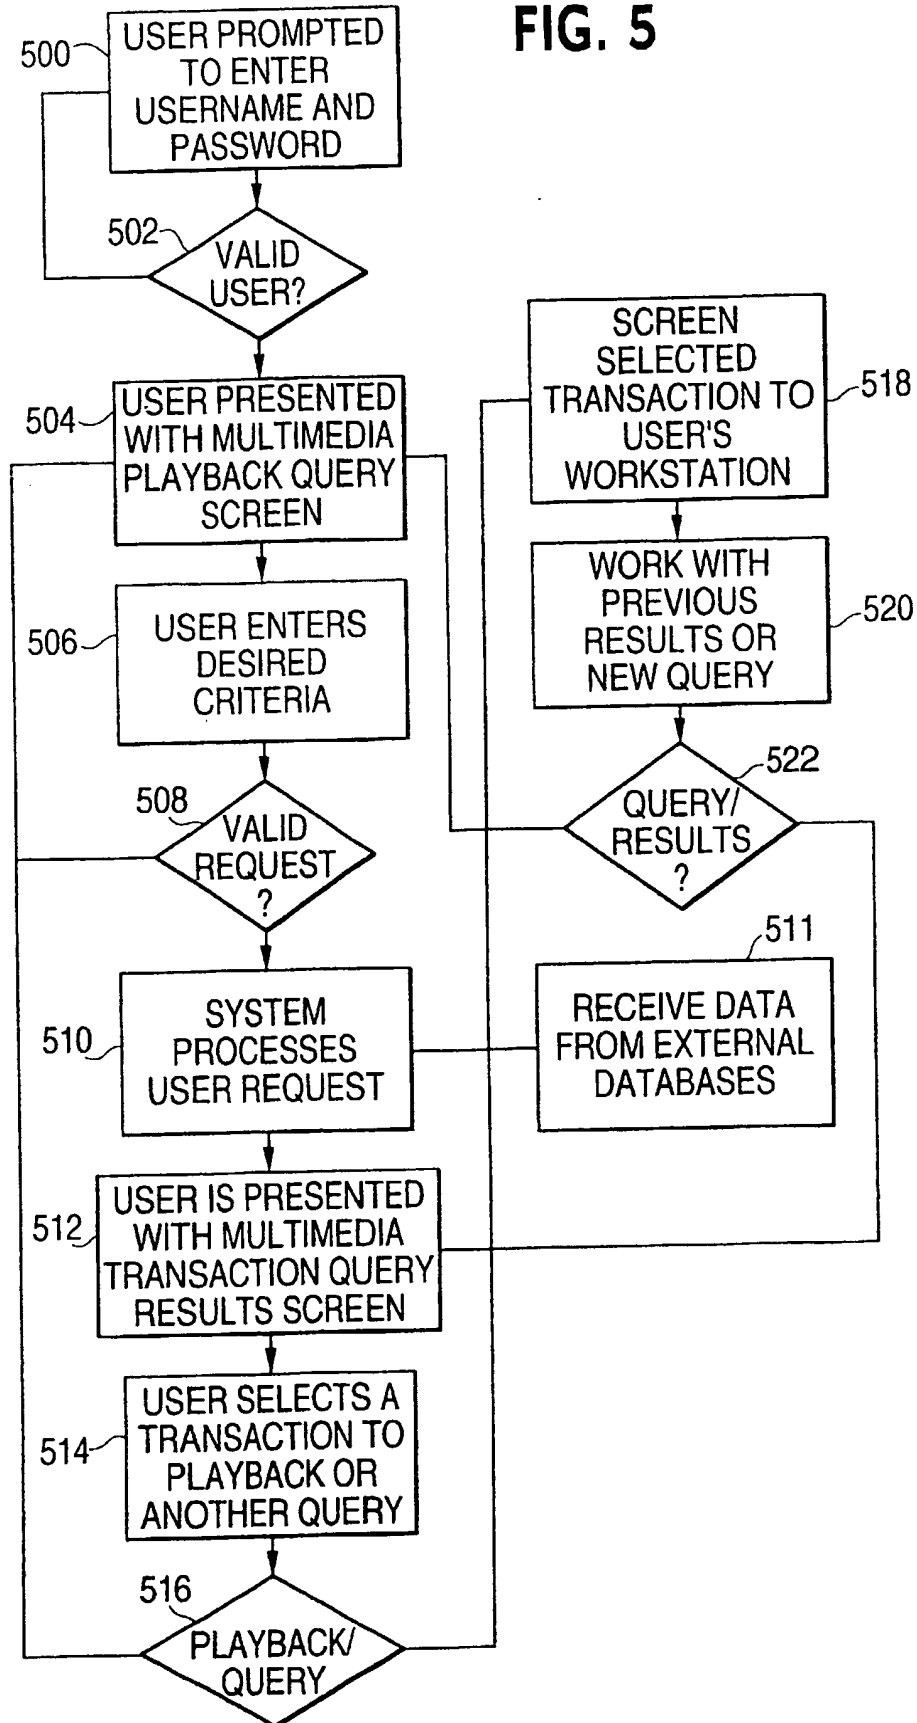 FIG. 5
500
USER PROMPTED
TO ENTER
USERNAME AND
PASSWORD
502
VALID
USER?
504
USER PRESENTED
WITH MULTIMEDIA
PLAYBACK QUERY
SCREEN
506
USER ENTERS
DESIRED
CRITERIA
508
VALID
REQUEST
?
510
SYSTEM
PROCESSES
USER REQUEST
511
RECEIVE DATA
FROM EXTERNAL
DATABASES
512
USER IS PRESENTED
WITH MULTIMEDIA
TRANSACTION QUERY
RESULTS SCREEN
514
USER SELECTS A
TRANSACTION TO
PLAYBACK OR
ANOTHER QUERY
516
PLAYBACK/
QUERY
SCREEN
SELECTED
TRANSACTION TO
USER'S
WORKSTATION
518
WORK WITH
PREVIOUS
RESULTS OR
NEW QUERY
520
522
QUERY/
RESULTS
?